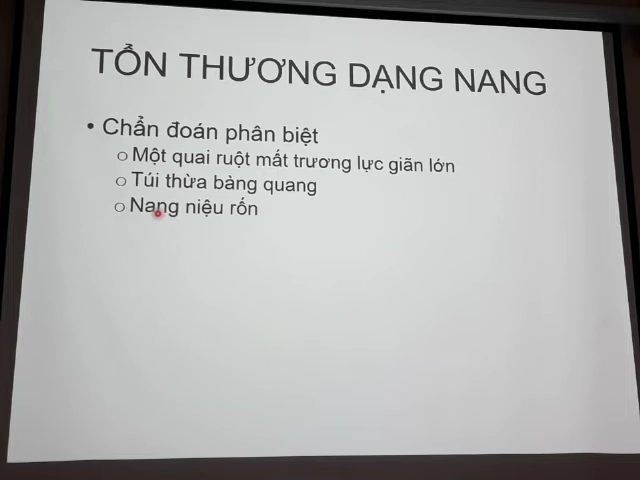 TỔN THƯƠNG DẠNG NANG
• Chẩn đoán phân biệt
o Một quai ruột mất trương lực giãn lớn
o Túi thừa bàng quang
o Nang niệu rốn